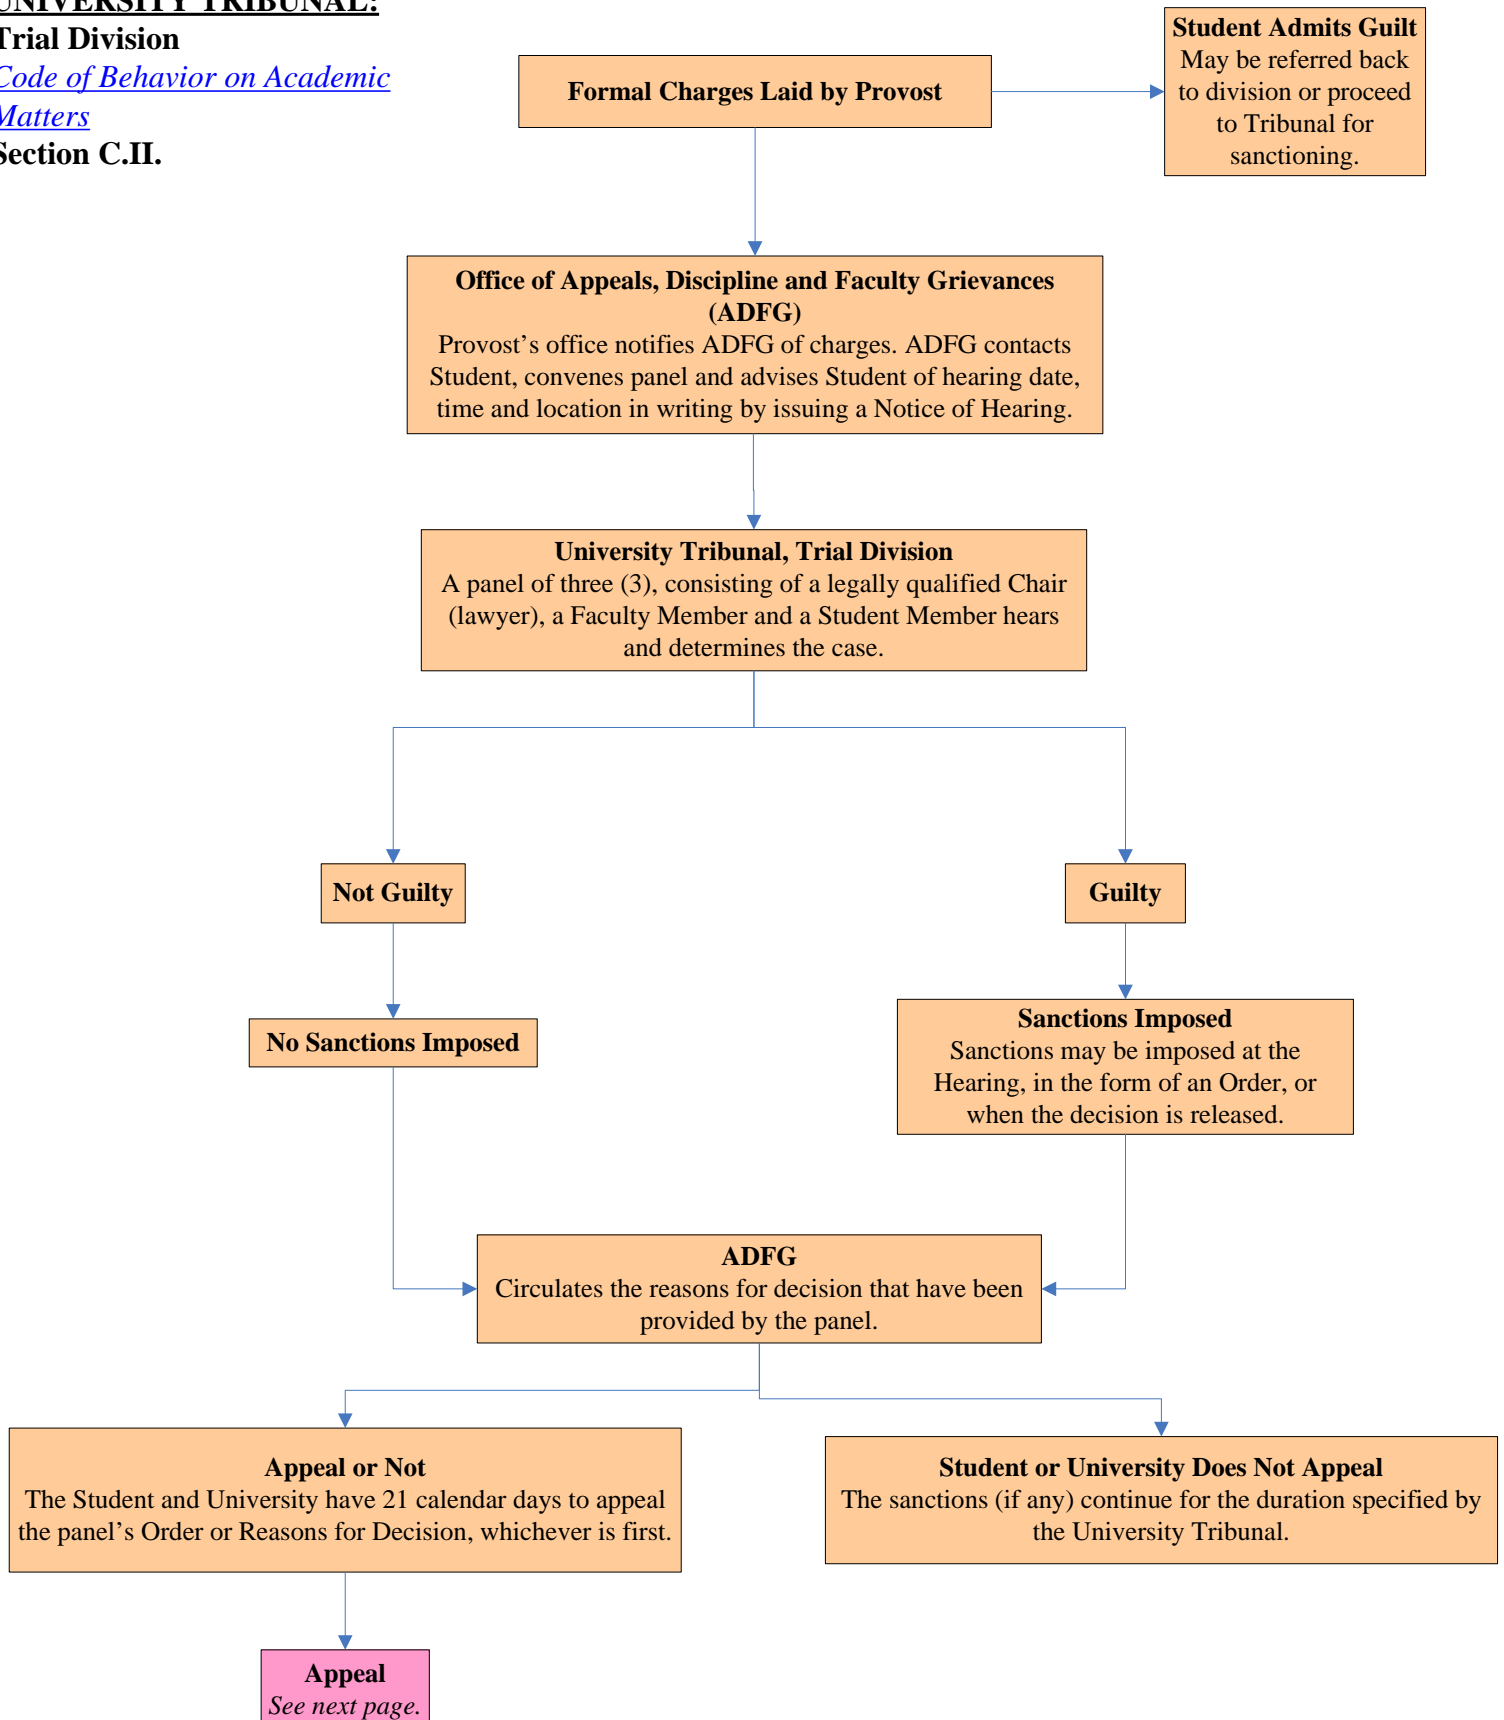 UNIVERSITY TRIBUNAL:
Trial Division
Code of Behavior on Academic
Matters
Section C.II.
Formal Charges Laid by Provost
Student Admits Guilt
May be referred back
to division or proceed
to Tribunal for
sanctioning.
Office of Appeals, Discipline and Faculty Grievances
(ADFG)
Provost’s office notifies ADFG of charges. ADFG contacts
Student, convenes panel and advises Student of hearing date,
time and location in writing by issuing a Notice of Hearing.
University Tribunal, Trial Division
A panel of three (3), consisting of a legally qualified Chair
(lawyer), a Faculty Member and a Student Member hears
and determines the case.
Not Guilty
Guilty
No Sanctions Imposed
Sanctions Imposed
Sanctions may be imposed at the
Hearing, in the form of an Order, or
when the decision is released.
ADFG
Circulates the reasons for decision that have been
provided by the panel.
Appeal or Not
The Student and University have 21 calendar days to appeal
the panel’s Order or Reasons for Decision, whichever is first.
Student or University Does Not Appeal
The sanctions (if any) continue for the duration specified by
the University Tribunal.
Appeal
See next page.